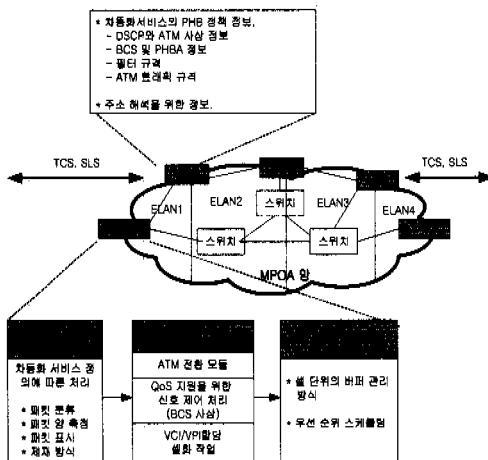 * 차동화서비스의 PHB 정책 정보.
- DSCP와 ATM 사상 정보
- BCS 및 PHBA 정보
- 필터 규격
- ATM 트래픽 규격
* 주소 해석을 위한 정보.
TCS, SLS
TCS, SLS
ELAN1
ELAN2
ELAN3
ELAN4
스위치
스위치
스위치
MPOA 망
차동화 서비스 정
의에 따른 처리
* 패킷 분류
* 패킷 양 측정
* 패킷 표시
* 제재 방식
ATM 전환 모듈
QoS 지원을 위한
신호 제어 처리
(BCS 사상)
VCI/VPI할당
셀화 작업
* 셀 단위의 버퍼 관리
방식
* 우선 순위 스케쥴링